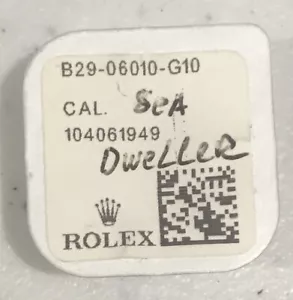 B29-06010-G10
CAL. SeA
104061949
DWeLLER
ROLEX